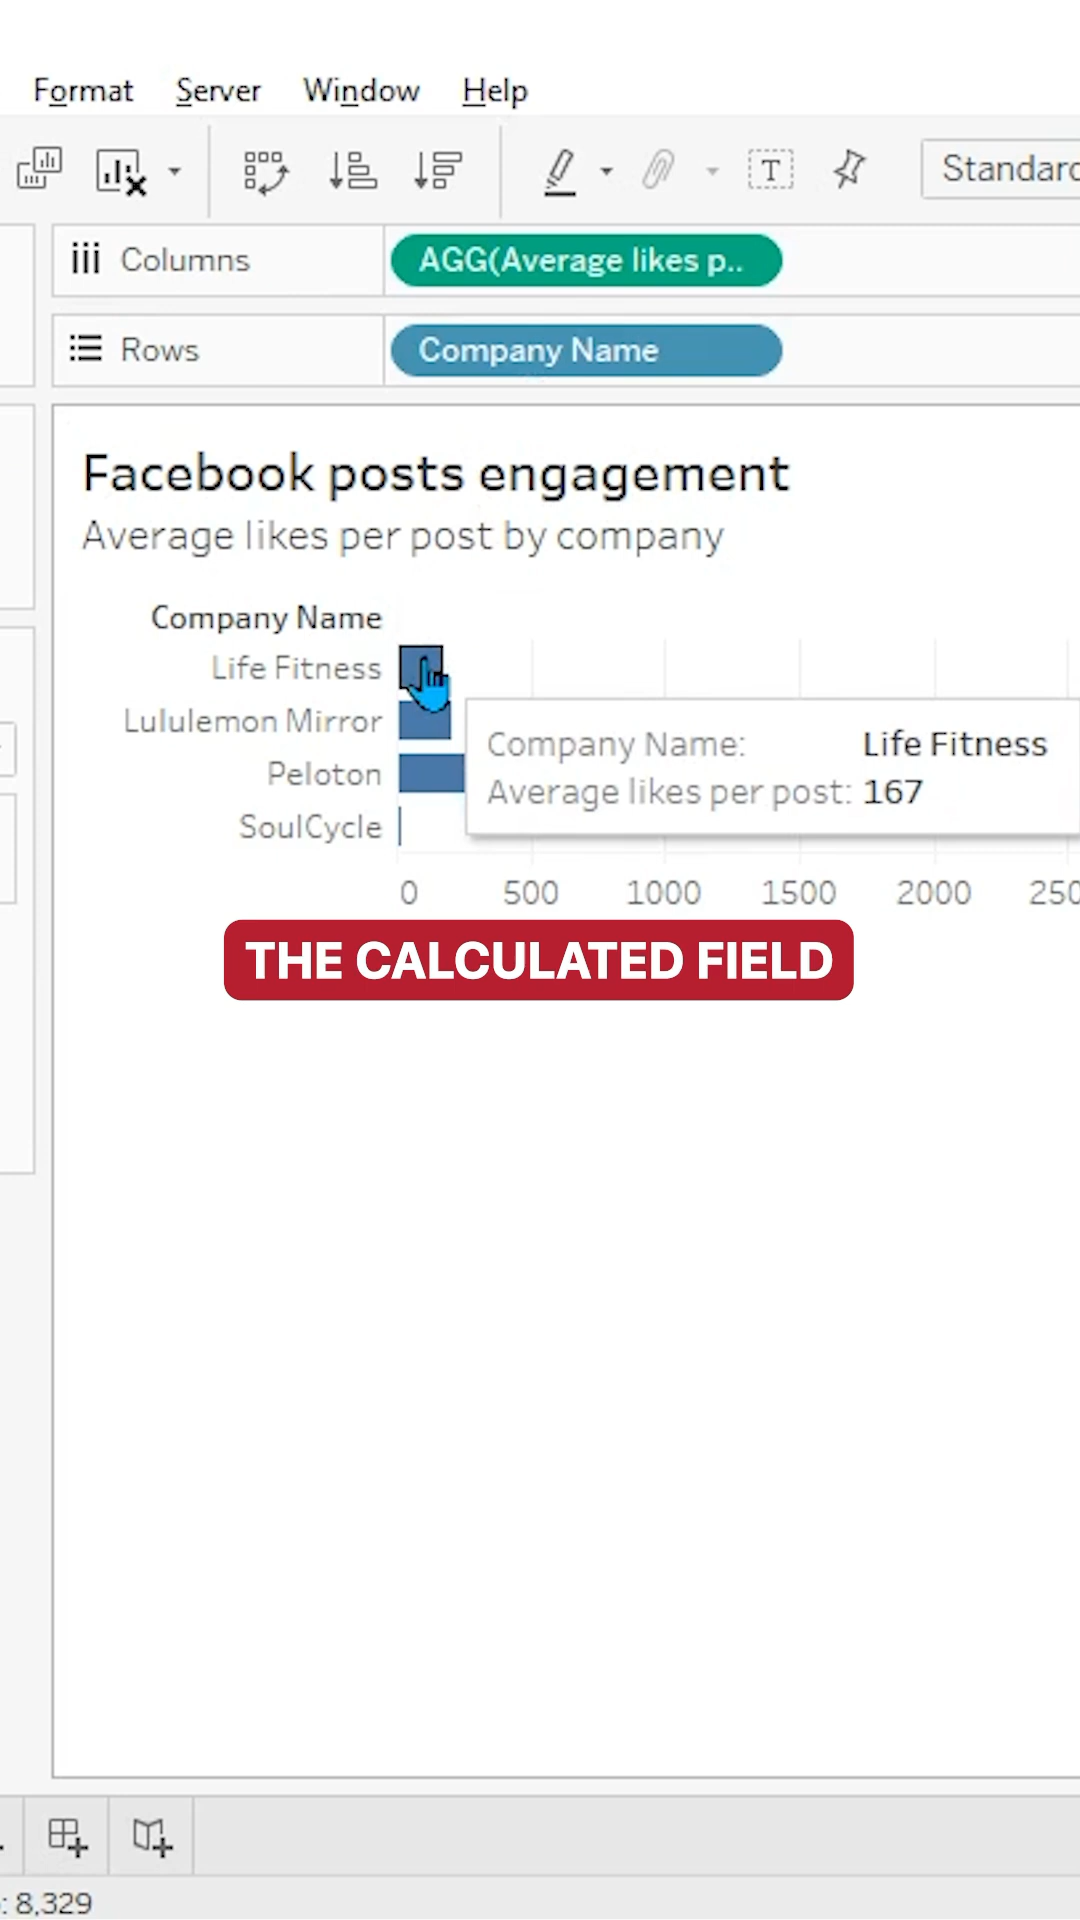 Format Server Window Help
Standard
Columns AGG(Average likes p..
Rows Company Name
Facebook posts engagement
Average likes per post by company
Company Name
Life Fitness
Lululemon Mirror
Peloton
SoulCycle
Company Name: Life Fitness
Average likes per post: 167
0 500 1000 1500 2000 250
THE CALCULATED FIELD
: 8,329